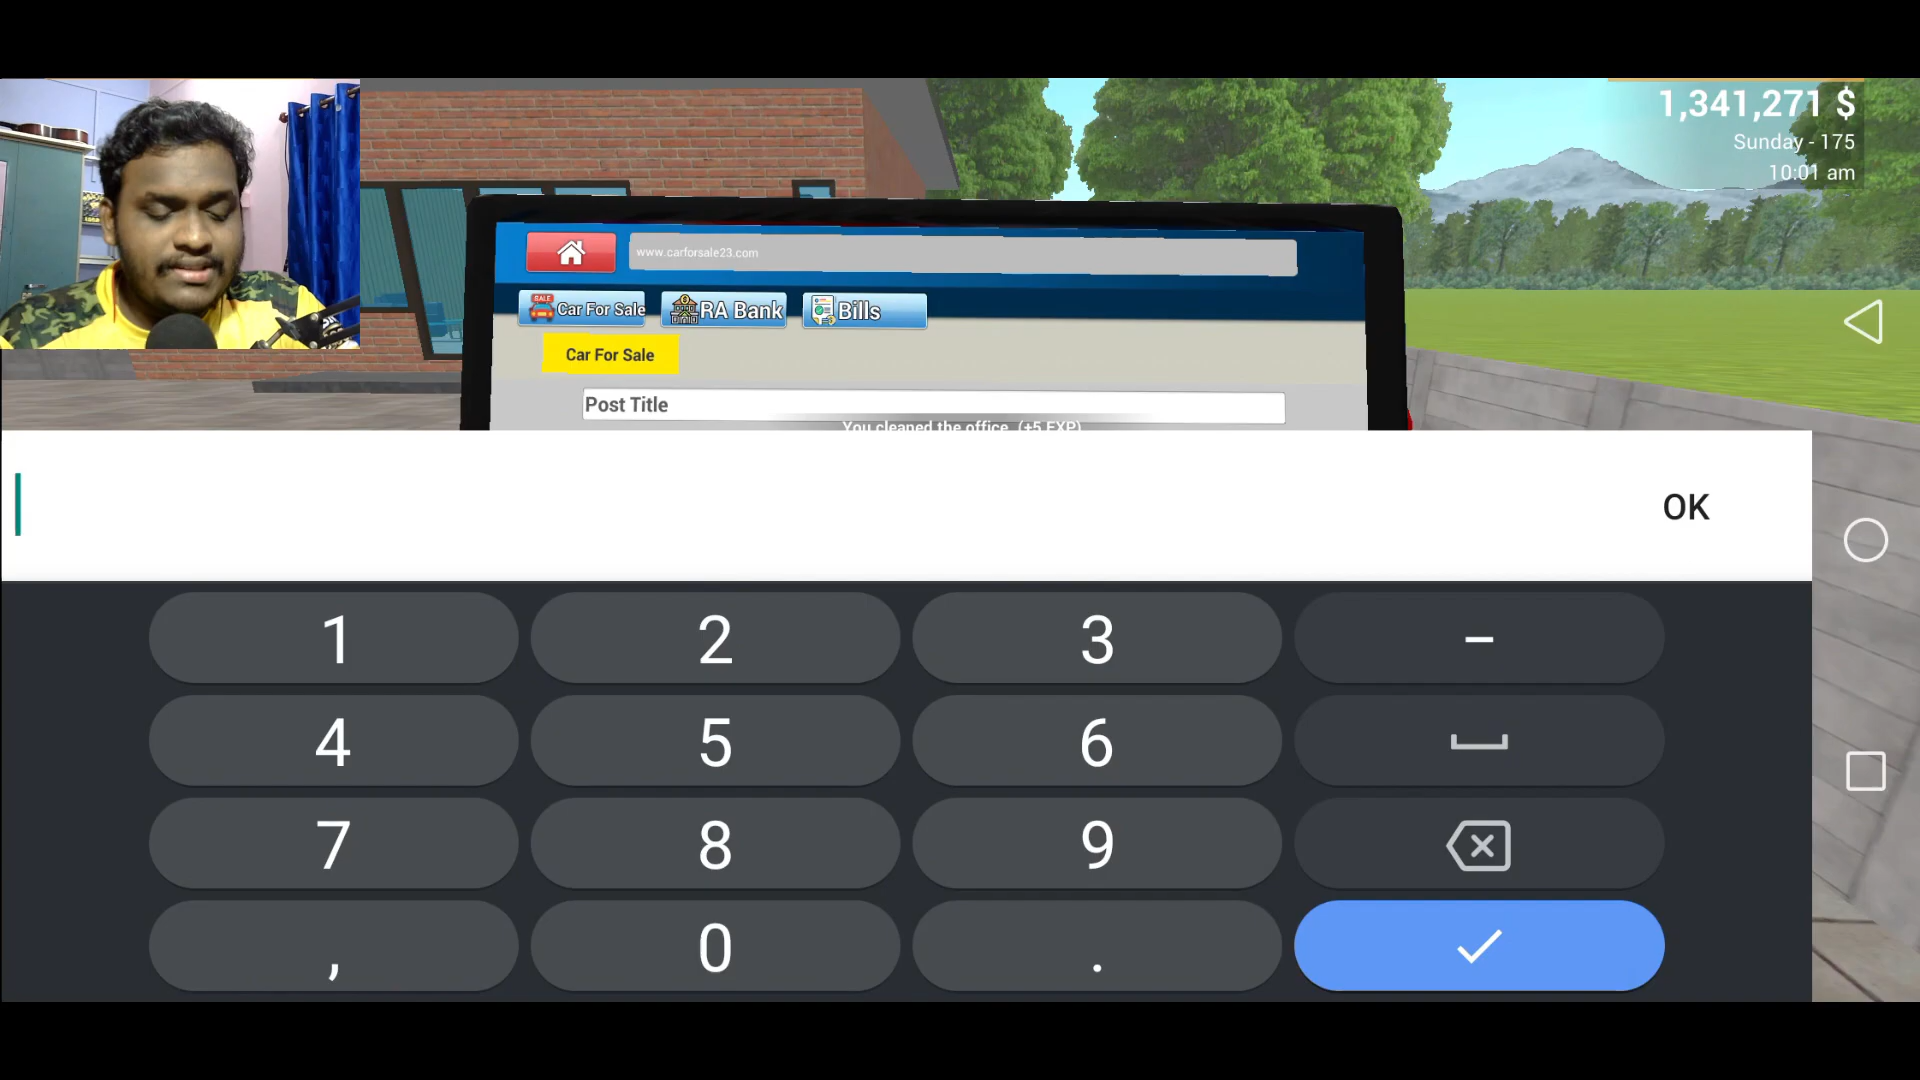 1,341,271 $
Sunday - 175
10:01 am
www.carforsale23.com
SALE
Car For Sale
RA Bank
Bills
Car For Sale
Post Title
You cleaned the office. (+5 EXP)
OK
1 2 3 –
4 5 6
7 8 9
, 0 .